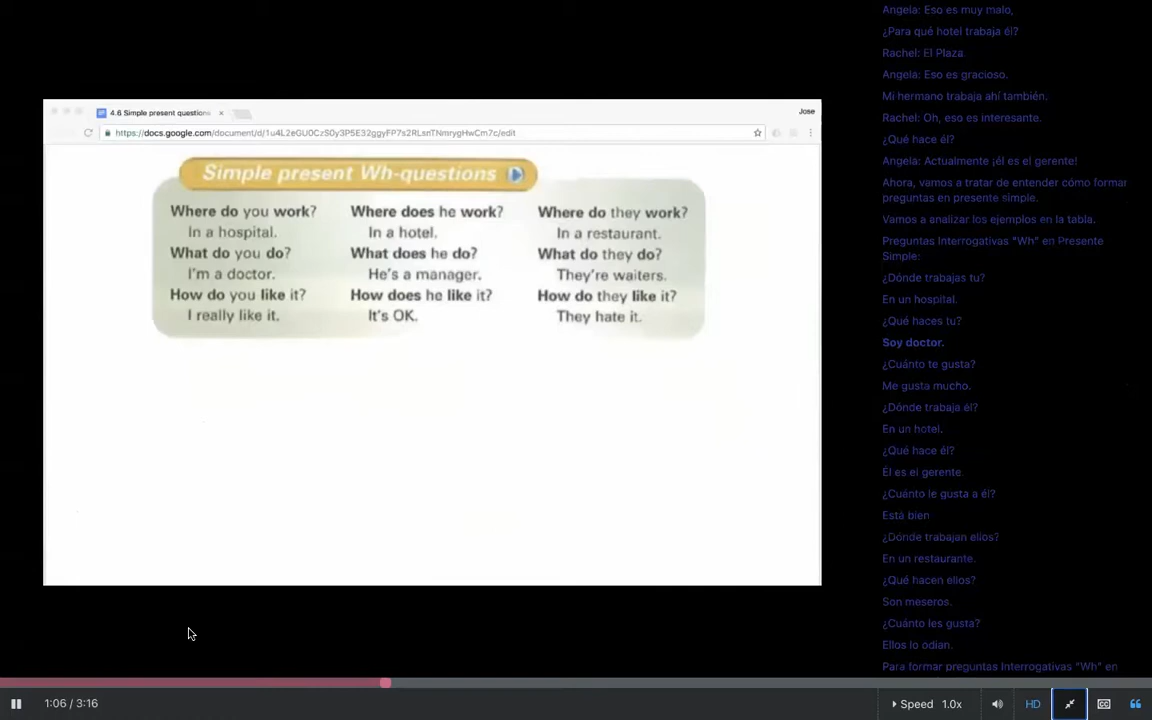 4.6 Simple present questions
Jose
https://docs.google.com/document/d/1u4L2eGU0CzS0y3P5E32ggyFP7s2RLsnTNmrygHwCm7c/edit
Simple present Wh-questions
Where do you work?
In a hospital.
What do you do?
I'm a doctor.
How do you like it?
I really like it.
Where does he work?
In a hotel.
What does he do?
He's a manager.
How does he like it?
It's OK.
Where do they work?
In a restaurant.
What do they do?
They're waiters.
How do they like it?
They hate it.
Angela: Eso es muy malo,
¿Para qué hotel trabaja él?
Rachel: El Plaza.
Angela: Eso es gracioso.
Mi hermano trabaja ahí también.
Rachel: Oh, eso es interesante.
¿Qué hace él?
Angela: Actualmente ¡él es el gerente!
Ahora, vamos a tratar de entender cómo formar
preguntas en presente simple.
Vamos a analizar los ejemplos en la tabla.
Preguntas Interrogativas "Wh" en Presente
Simple:
¿Dónde trabajas tu?
En un hospital.
¿Qué haces tu?
Soy doctor.
¿Cuánto te gusta?
Me gusta mucho.
¿Dónde trabaja él?
En un hotel.
¿Qué hace él?
Él es el gerente.
¿Cuánto le gusta a él?
Está bien
¿Dónde trabajan ellos?
En un restaurante.
¿Qué hacen ellos?
Son meseros.
¿Cuánto les gusta?
Ellos lo odian.
Para formar preguntas Interrogativas "Wh" en
1:06 / 3:16
Speed 1.0x
HD
CC